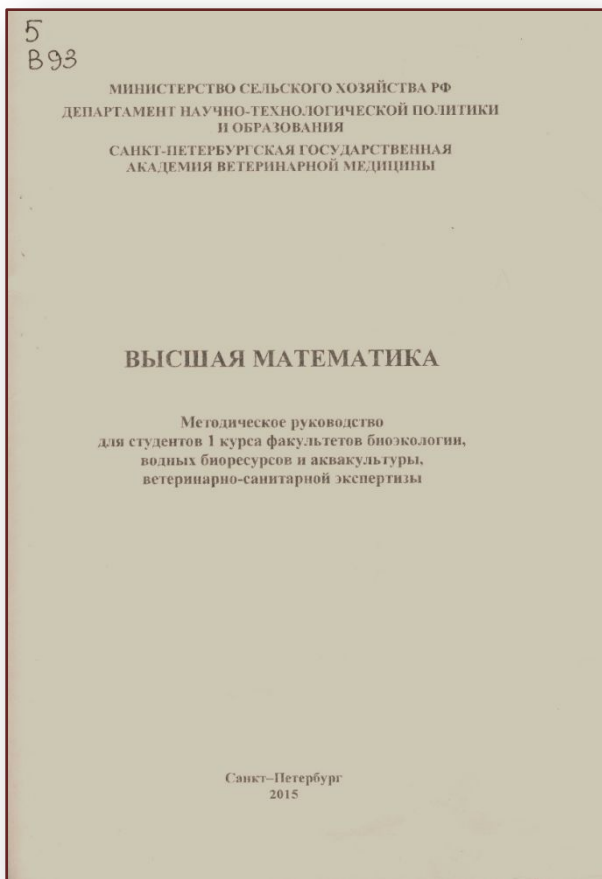 5
В93
МИНИСТЕРСТВО СЕЛЬСКОГО ХОЗЯЙСТВА РФ
ДЕПАРТАМЕНТ НАУЧНО-ТЕХНОЛОГИЧЕСКОЙ ПОЛИТИКИ
И ОБРАЗОВАНИЯ
САНКТ-ПЕТЕРБУРГСКАЯ ГОСУДАРСТВЕННАЯ
АКАДЕМИЯ ВЕТЕРИНАРНОЙ МЕДИЦИНЫ
ВЫСШАЯ МАТЕМАТИКА
Методическое руководство
для студентов 1 курса факультетов биоэкологии,
водных биоресурсов и аквакультуры,
ветеринарно-санитарной экспертизы
Санкт–Петербург
2015